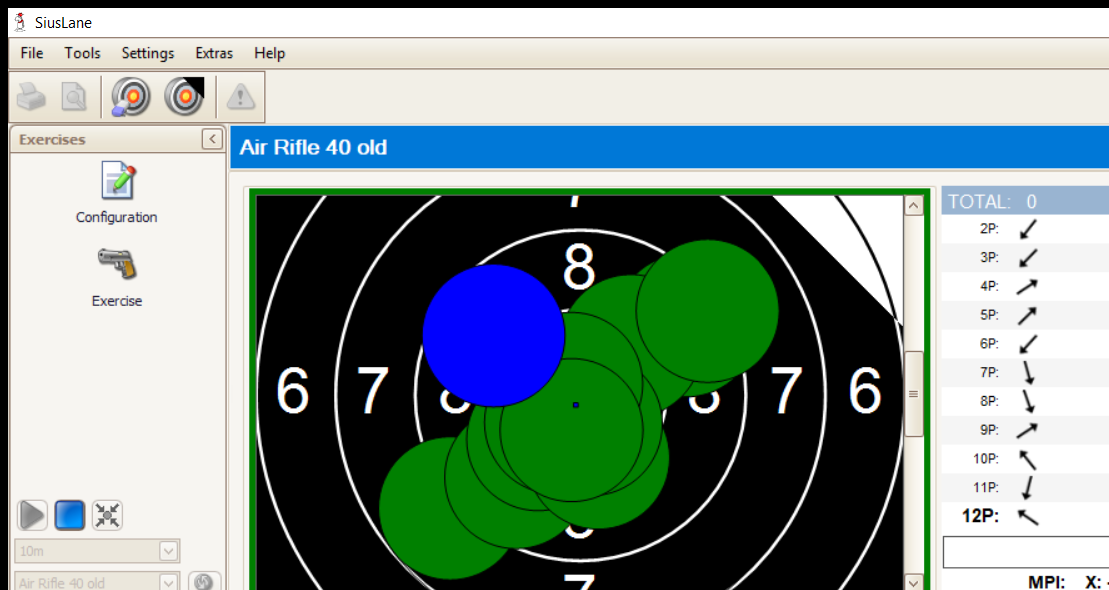 SiusLane
File Tools Settings Extras Help
Exercises
Air Rifle 40 old
Configuration
Exercise
7
8
6 7 8 8 7 6
8
7
TOTAL: 0
2P:
3P:
4P:
5P:
6P:
7P:
8P:
9P:
10P:
11P:
12P:
MPI: X: -
10m
Air Rifle 40 old